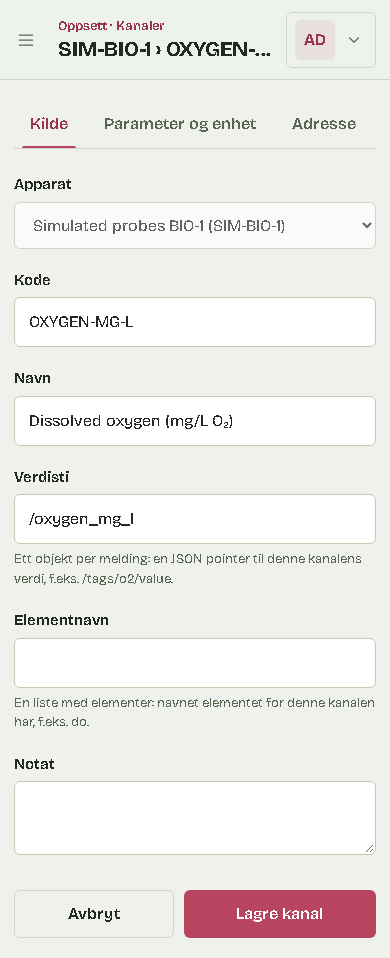 Oppsett · Kanaler
SIM-BIO-1 › OXYGEN-...
AD
Kilde
Parameter og enhet
Adresse
Apparat
Simulated probes BIO-1 (SIM-BIO-1)
Kode
OXYGEN-MG-L
Navn
Dissolved oxygen (mg/L O₂)
Verdisti
/oxygen_mg_l
Ett objekt per melding: en JSON pointer til denne kanalens
verdi, f.eks. /tags/o2/value.
Elementnavn
En liste med elementer: navnet elementet for denne kanalen
har, f.eks. do.
Notat
Avbryt
Lagre kanal